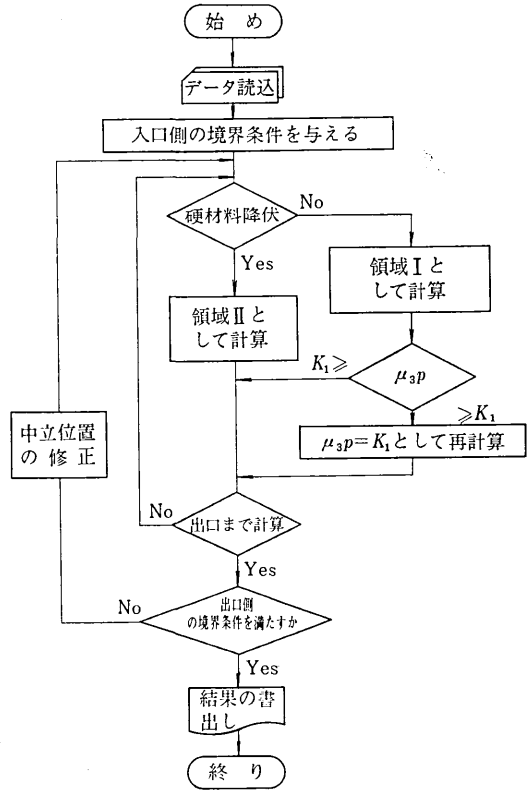 始め
データ読込
入口側の境界条件を与える
硬材料降伏
No
Yes
領域Ⅰと
して計算
領域Ⅱと
して計算
K₁≥
μ₃p
≥K₁
μ₃p=K₁として再計算
中立位置
の修正
No
出口まで計算
Yes
No
出口側
の境界条件を満たすか
Yes
結果の書
出し
終り